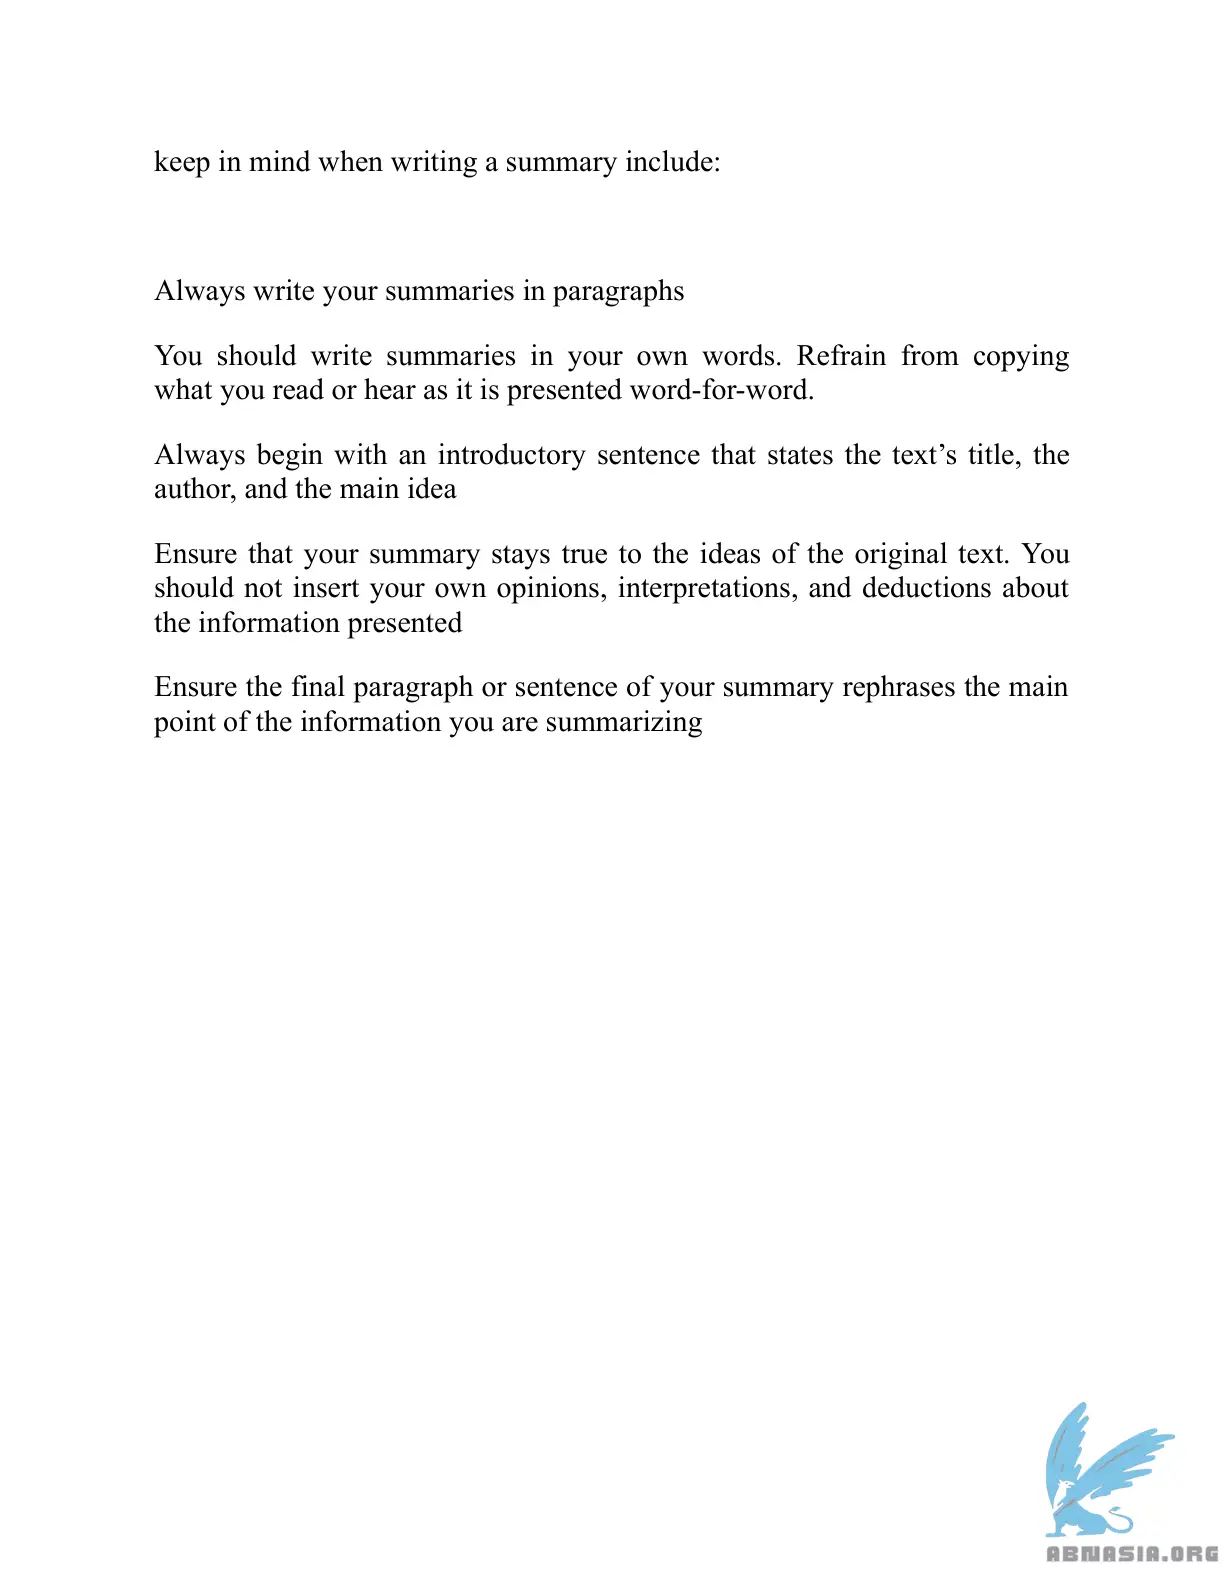 keep in mind when writing a summary include:
Always write your summaries in paragraphs
You should write summaries in your own words. Refrain from copying
what you read or hear as it is presented word-for-word.
Always begin with an introductory sentence that states the text’s title, the
author, and the main idea
Ensure that your summary stays true to the ideas of the original text. You
should not insert your own opinions, interpretations, and deductions about
the information presented
Ensure the final paragraph or sentence of your summary rephrases the main
point of the information you are summarizing
ABNASIA.ORG